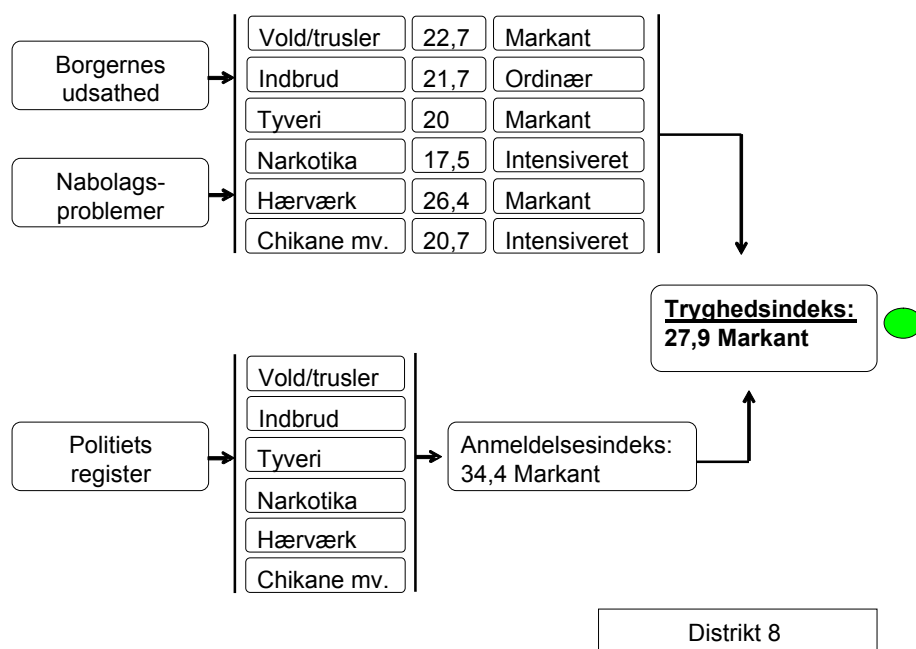 Borgernes
udsathed
Nabolags-
problemer
Vold/trusler 22,7 Markant
Indbrud 21,7 Ordinær
Tyveri 20 Markant
Narkotika 17,5 Intensiveret
Hærværk 26,4 Markant
Chikane mv. 20,7 Intensiveret
Tryghedsindeks:
27,9 Markant
Politiets
register
Vold/trusler
Indbrud
Tyveri
Narkotika
Hærværk
Chikane mv.
Anmeldelsesindeks:
34,4 Markant
Distrikt 8